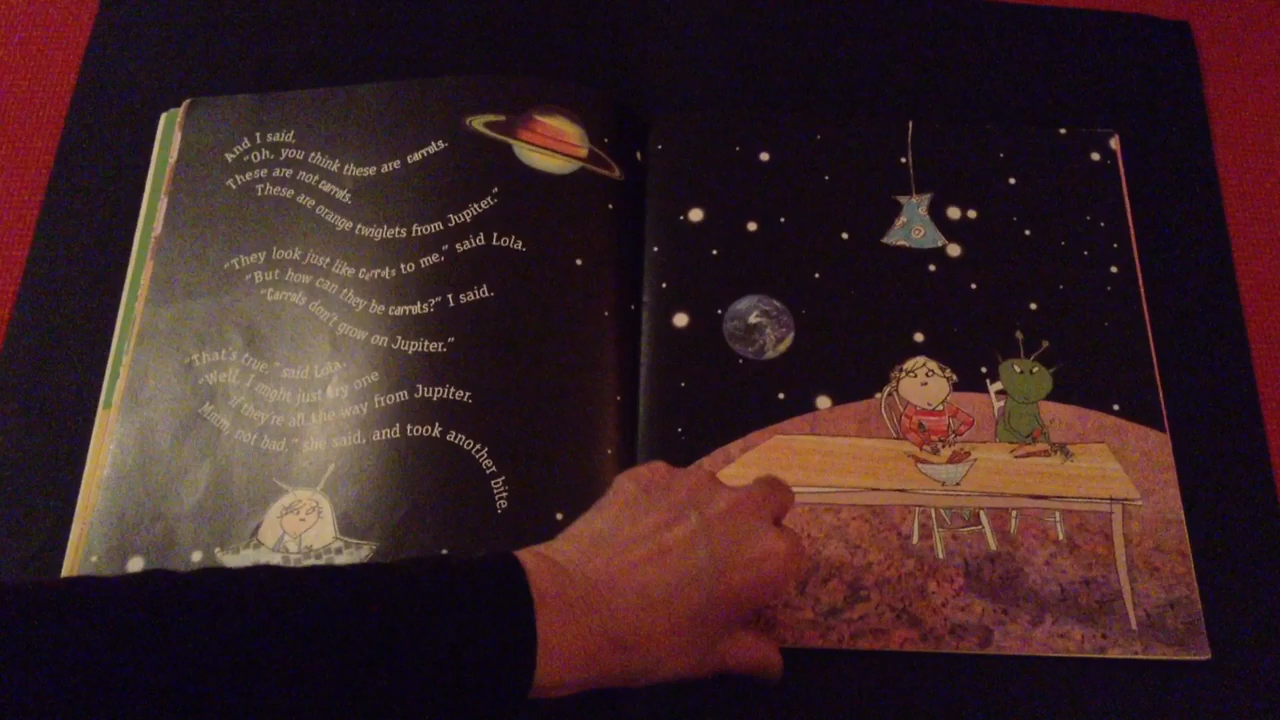 And I said,
"Oh, you think these are carrots.
These are not carrots.
These are orange twiglets from Jupiter."
"They look just like carrots to me," said Lola.
"But how can they be carrots?" I said.
"Carrots don't grow on Jupiter."
"That's true," said Lola.
"Well, I might just try one
if they're all the way from Jupiter.
Mmm, not bad," she said, and took another bite.